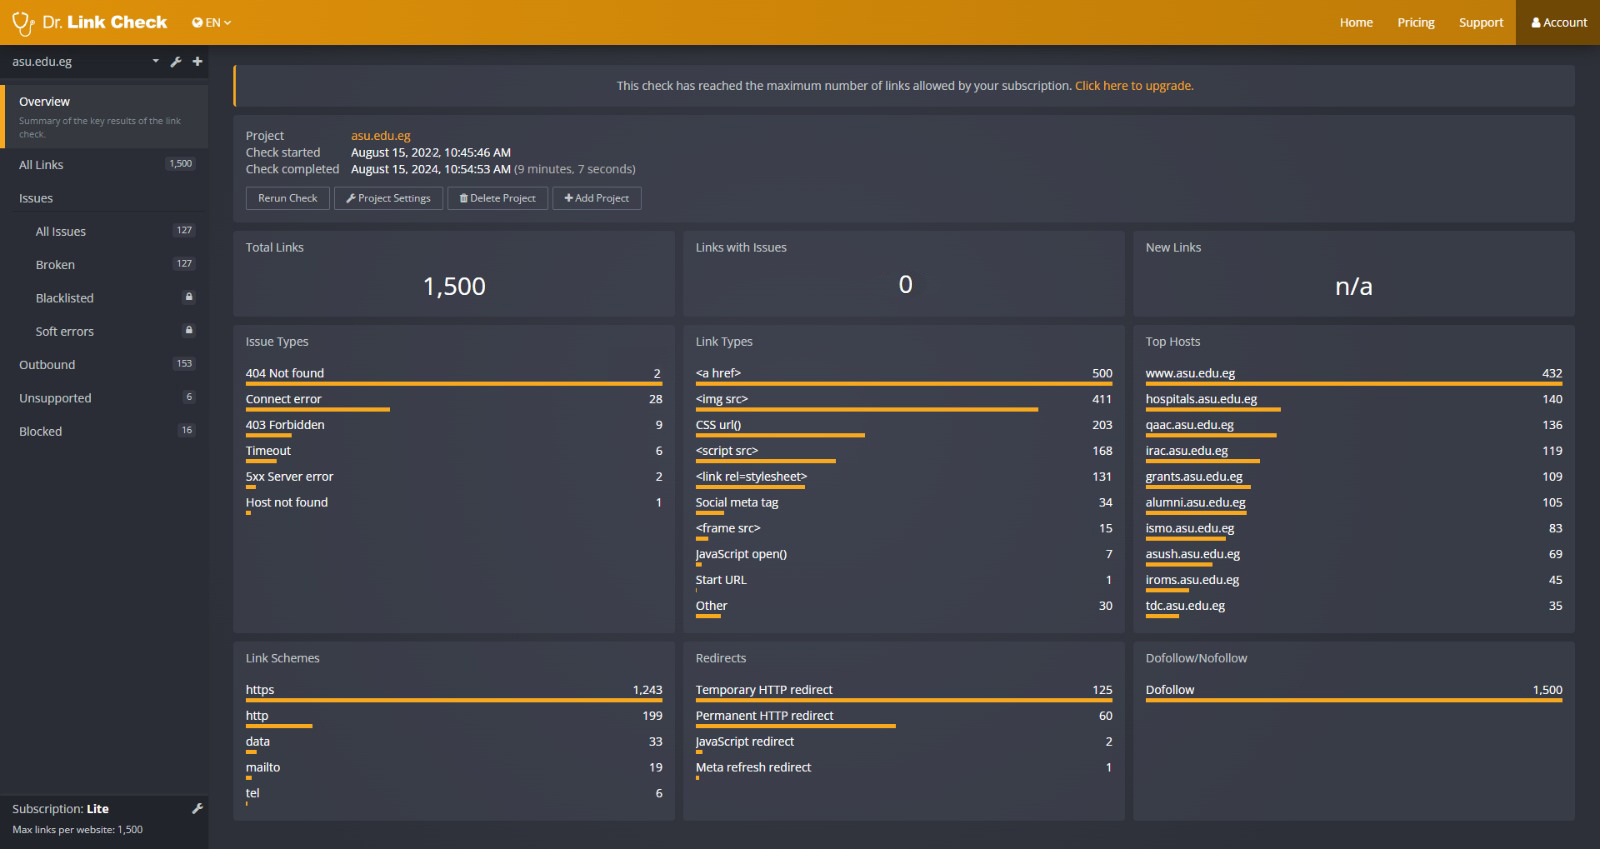 Dr. Link Check EN Home Pricing Support Account
asu.edu.eg
Overview
Summary of the key results of the link
check.
All Links 1,500
Issues
All Issues 127
Broken 127
Blacklisted
Soft errors
Outbound 153
Unsupported 6
Blocked 16
Subscription: Lite
Max links per website: 1,500
This check has reached the maximum number of links allowed by your subscription. Click here to upgrade.
Project asu.edu.eg
Check started August 15, 2022, 10:45:46 AM
Check completed August 15, 2024, 10:54:53 AM (9 minutes, 7 seconds)
Rerun Check Project Settings Delete Project Add Project
Total Links
1,500
Links with Issues
0
New Links
n/a
Issue Types
404 Not found 2
Connect error 28
403 Forbidden 9
Timeout 6
5xx Server error 2
Host not found 1
Link Types
<a href> 500
<img src> 411
CSS url() 203
<script src> 168
<link rel=stylesheet> 131
Social meta tag 34
<frame src> 15
JavaScript open() 7
Start URL 1
Other 30
Top Hosts
www.asu.edu.eg 432
hospitals.asu.edu.eg 140
qaac.asu.edu.eg 136
irac.asu.edu.eg 119
grants.asu.edu.eg 109
alumni.asu.edu.eg 105
ismo.asu.edu.eg 83
asush.asu.edu.eg 69
iroms.asu.edu.eg 45
tdc.asu.edu.eg 35
Link Schemes
https 1,243
http 199
data 33
mailto 19
tel 6
Redirects
Temporary HTTP redirect 125
Permanent HTTP redirect 60
JavaScript redirect 2
Meta refresh redirect 1
Dofollow/Nofollow
Dofollow 1,500